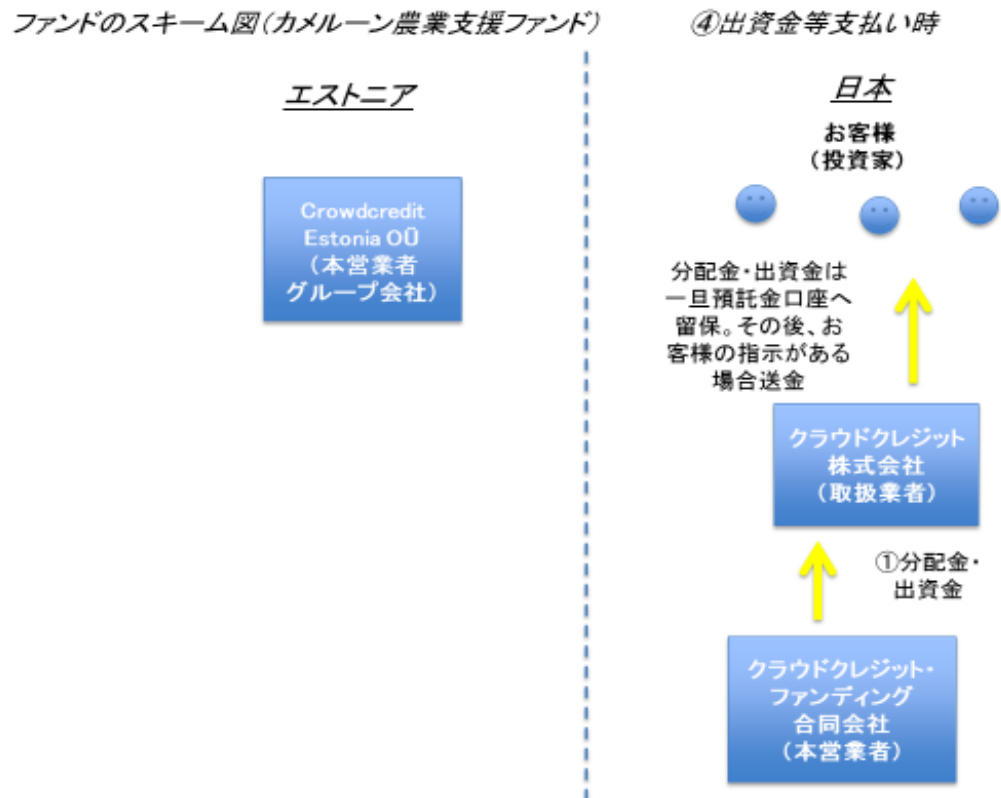 ファンドのスキーム図(カメルーン農業支援ファンド)
④出資金等支払い時
エストニア
日本
お客様
(投資家)
Crowdcredit
Estonia OÜ
(本営業者
グループ会社)
分配金・出資金は
一旦預託金口座へ
留保。その後、お
客様の指示がある
場合送金
クラウドクレジット
株式会社
(取扱業者)
①分配金・
出資金
クラウドクレジット・
ファンディング
合同会社
(本営業者)